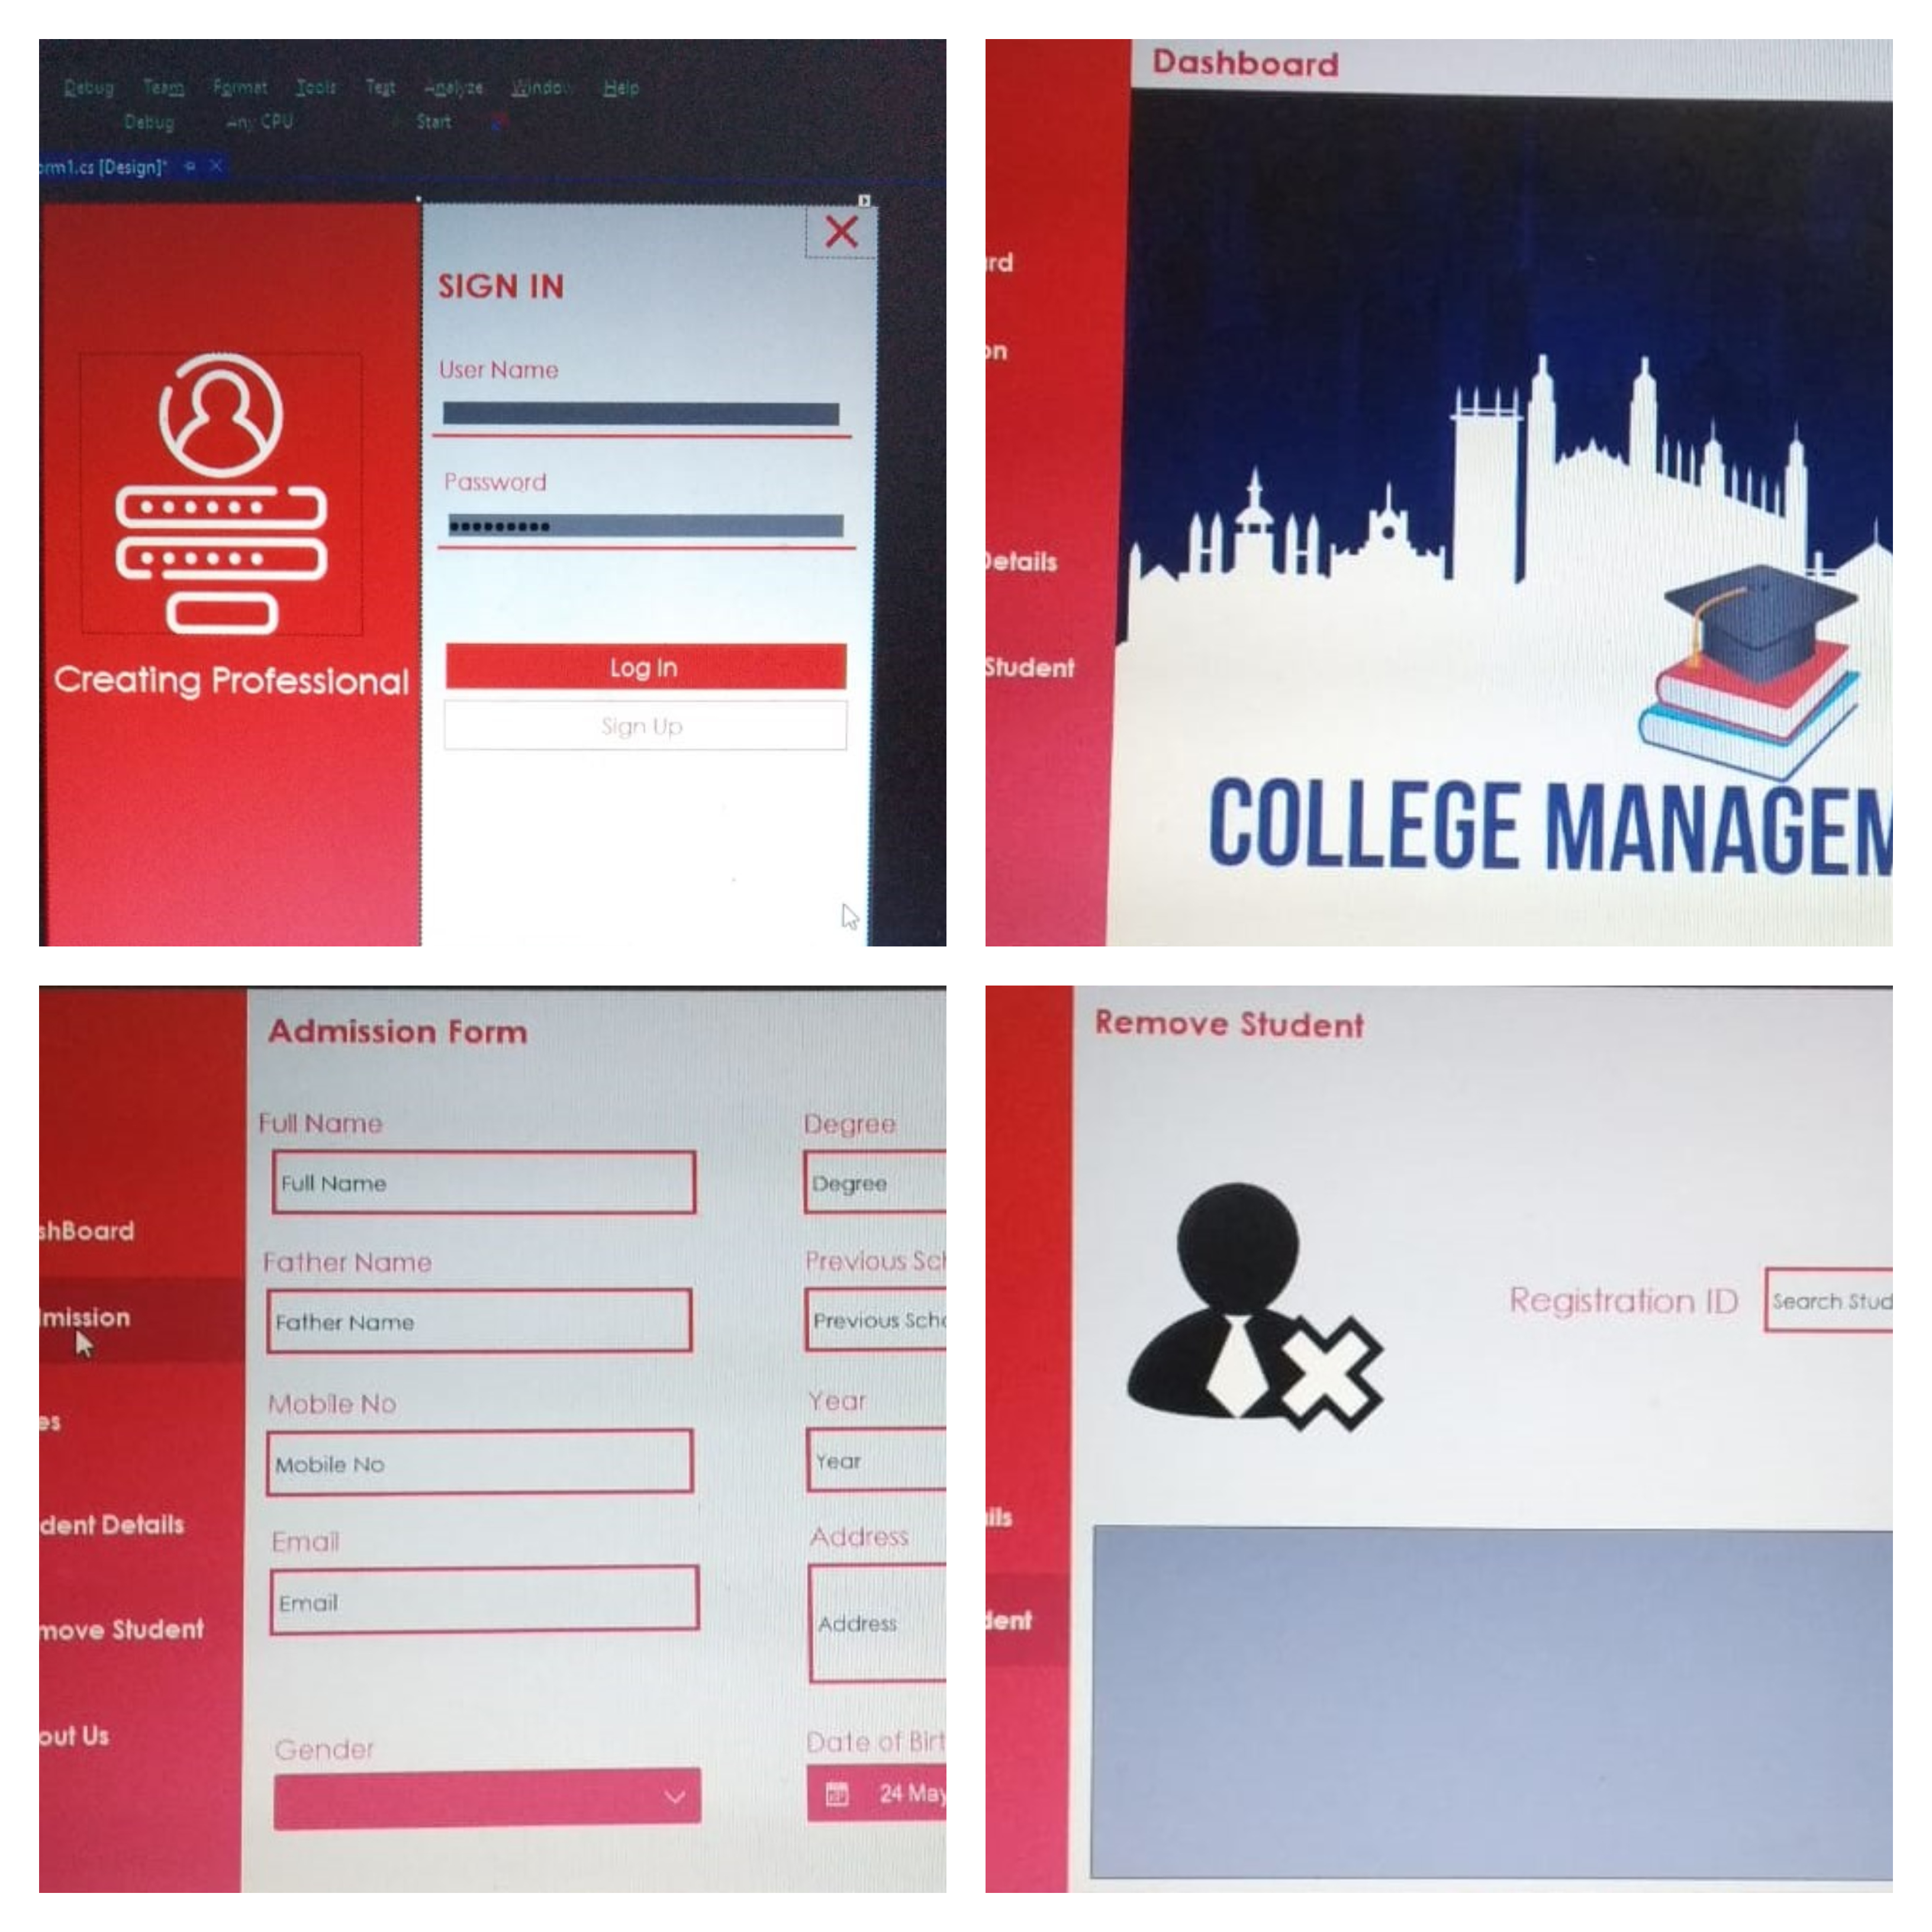 Debug Team Format Tools Test Analyze Window Help
Debug Any CPU Start
orm1.cs [Design]*
SIGN IN
User Name
Password
Log In
Sign Up
Creating Professional
Dashboard
rd
on
Details
Student
COLLEGE MANAGEM
Admission Form
Full Name
Full Name
Father Name
Father Name
Mobile No
Mobile No
Email
Email
Gender
Degree
Degree
Previous Sch
Previous Scho
Year
Year
Address
Address
Date of Birt
24 May
shBoard
mission
es
dent Details
move Student
out Us
Remove Student
Registration ID
Search Stud
ils
dent